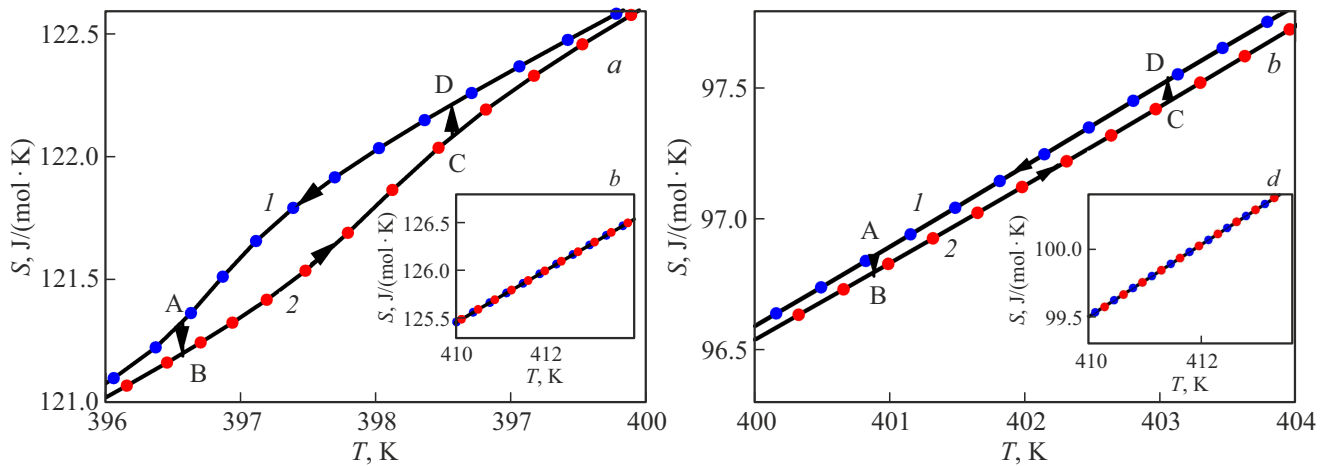 122.5
122.0
121.5
121.0
S, J/(mol · K)
a
D
C
1
A
B
2
b
126.5
126.0
125.5
S, J/(mol · K)
410
412
T, K
396
397
398
397
400
T, K
97.5
97.0
96.5
S, J/(mol · K)
b
D
C
1
A
2
B
d
100.0
99.5
S, J/(mol · K)
410
412
T, K
400
401
402
403
404
T, K